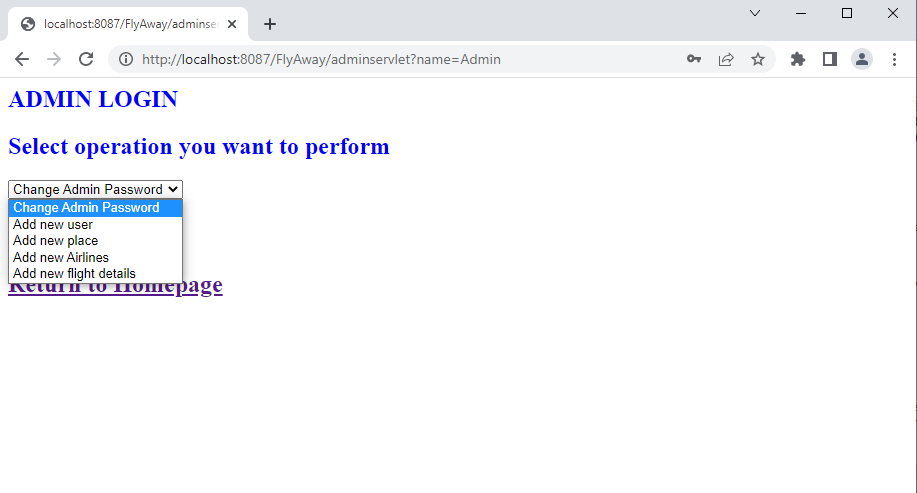 localhost:8087/FlyAway/adminser
http://localhost:8087/FlyAway/adminservlet?name=Admin
ADMIN LOGIN
Select operation you want to perform
Change Admin Password
Change Admin Password
Add new user
Add new place
Add new Airlines
Add new flight details
Return to Homepage